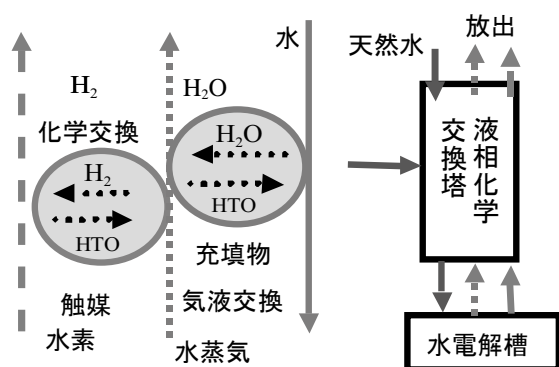 H₂
化学交換
H₂
HTO
触媒
水素
H₂O
H₂O
HTO
充填物
気液交換
水蒸気
水
天然水
放出
液相化学
交換塔
水電解槽